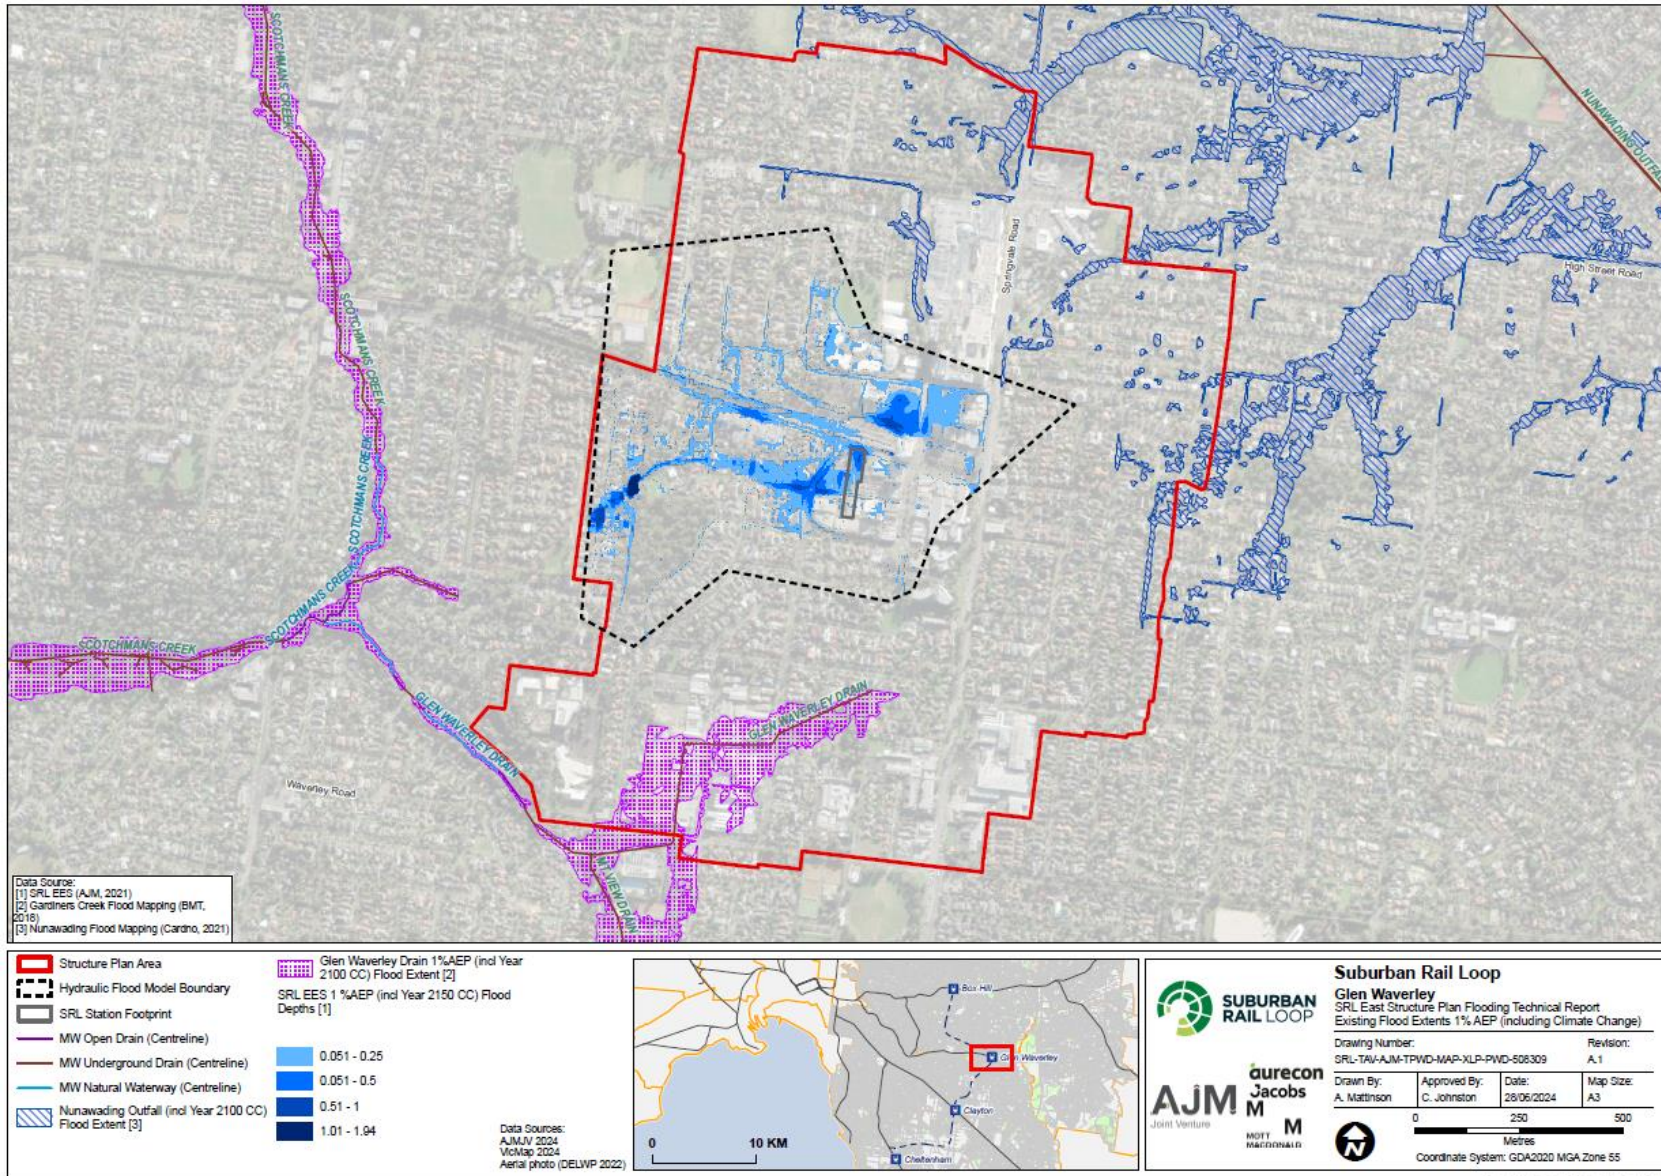 SCOTCHMANS CREEK
NUNAWADING OUTFALL
Springvale Road
High Street Road
SCOTCHMANS CREEK
SCOTCHMANS CREEK
SCOTCHMANS CREEK
SCOTCHMANS CREEK
GLEN WAVERLEY DRAIN
GLEN WAVERLEY DRAIN
Waverley Road
MT VIEW DRAIN
Data Source:
[1] SRL EES (AJM, 2021)
[2] Gardiners Creek Flood Mapping (BMT,
2018)
[3] Nunawading Flood Mapping (Cardno, 2021)
Structure Plan Area
Hydraulic Flood Model Boundary
SRL Station Footprint
MW Open Drain (Centreline)
MW Underground Drain (Centreline)
MW Natural Waterway (Centreline)
Nunawading Outfall (incl Year 2100 CC)
Flood Extent [3]
Glen Waverley Drain 1%AEP (incl Year
2100 CC) Flood Extent [2]
SRL EES 1 %AEP (incl Year 2150 CC) Flood
Depths [1]
0.051 - 0.25
0.051 - 0.5
0.51 - 1
1.01 - 1.94
Data Sources:
AJMJV 2024
VicMap 2024
Aerial photo (DELWP 2022)
Box Hill
Glen Waverley
Clayton
Cheltenham
0 10 KM
SUBURBAN
RAIL LOOP
AJM
Joint Venture
aurecon
Jacobs
M
M
MOTT
MACDONALD
Suburban Rail Loop
Glen Waverley
SRL East Structure Plan Flooding Technical Report
Existing Flood Extents 1% AEP (including Climate Change)
Drawing Number: Revision:
SRL-TAV-AJM-TPWD-MAP-XLP-PWD-508309 A.1
Drawn By: Approved By: Date: Map Size:
A. Mattinson C. Johnston 28/06/2024 A3
N
0 250 500
Metres
Coordinate System: GDA2020 MGA Zone 55